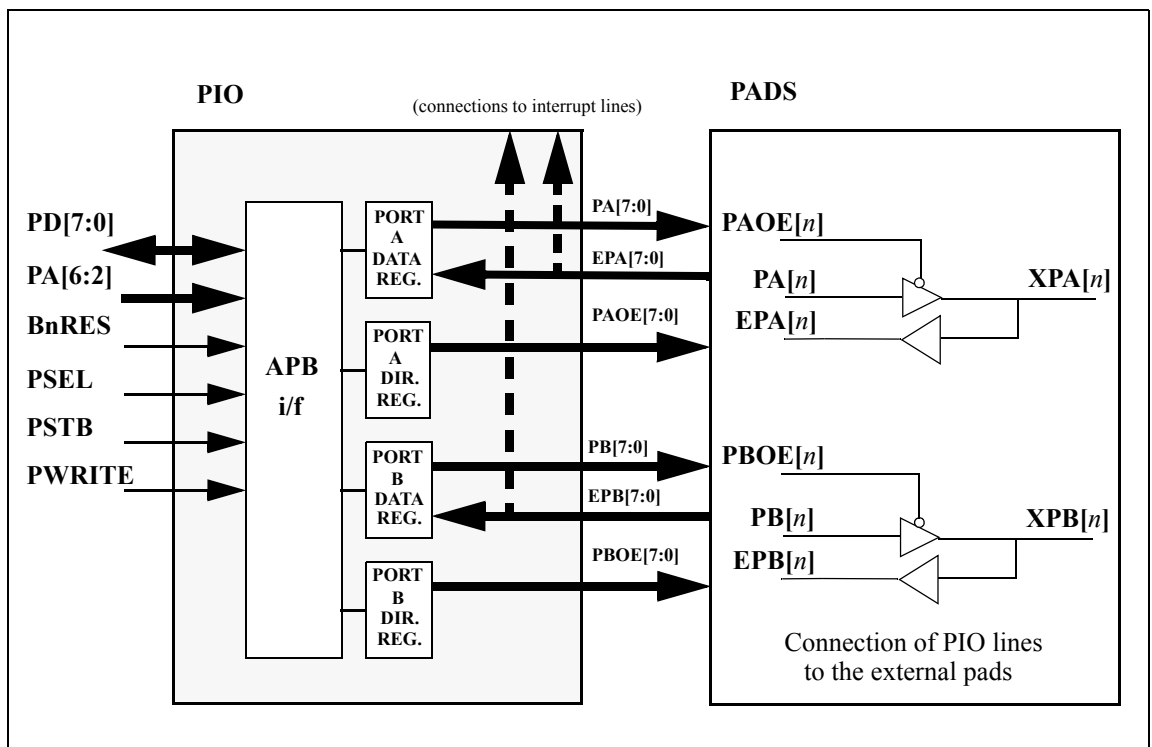 PIO
(connections to interrupt lines)
PADS
PD[7:0]
PA[6:2]
BnRES
PSEL
PSTB
PWRITE
APB
i/f
PORT
A
DATA
REG.
PORT
A
DIR.
REG.
PORT
B
DATA
REG.
PORT
B
DIR.
REG.
PA[7:0]
EPA[7:0]
PAOE[7:0]
PB[7:0]
EPB[7:0]
PBOE[7:0]
PAOE[n]
PA[n]
EPA[n]
XPA[n]
PBOE[n]
PB[n]
EPB[n]
XPB[n]
Connection of PIO lines
to the external pads